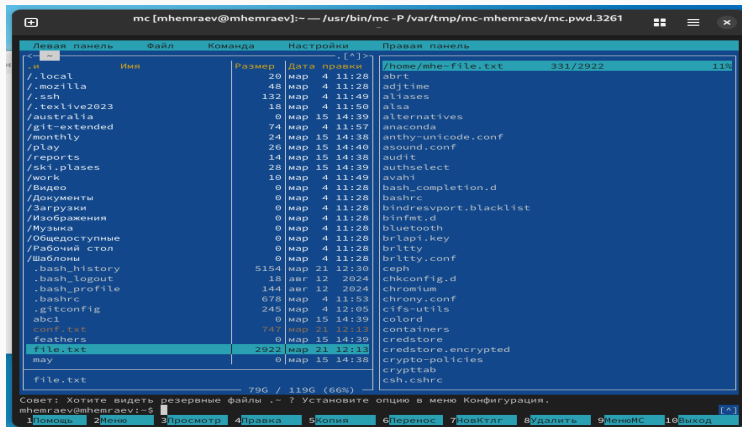 mc [mhemraev@mhemraev]:~ — /usr/bin/mc -P /var/tmp/mc-mhemraev/mc.pwd.3261
Левая панель Файл Команда Настройки Правая панель
<─ ~ .[^]>
.и Имя Размер Дата правки
/.local 20 мар 4 11:28
/.mozilla 48 мар 4 11:28
/.ssh 132 мар 4 11:49
/.texlive2023 18 мар 4 11:50
/australia 0 мар 15 14:39
/git-extended 74 мар 4 11:57
/monthly 24 мар 15 14:38
/play 26 мар 15 14:40
/reports 14 мар 15 14:38
/ski.plases 28 мар 15 14:39
/work 10 мар 4 11:49
/Видео 0 мар 4 11:28
/Документы 0 мар 4 11:28
/Загрузки 0 мар 4 11:28
/Изображения 0 мар 4 11:28
/Музыка 0 мар 4 11:28
/Общедоступные 0 мар 4 11:28
/Рабочий стол 0 мар 4 11:28
/Шаблоны 0 мар 4 11:28
.bash_history 5154 мар 21 12:30
.bash_logout 18 авг 12 2024
.bash_profile 144 авг 12 2024
.bashrc 678 мар 4 11:53
.gitconfig 245 мар 4 12:05
abc1 0 мар 15 14:39
conf.txt 747 мар 21 12:13
feathers 0 мар 15 14:39
file.txt 2922 мар 21 12:13
may 0 мар 15 14:38
file.txt
79G / 119G (66%)
/home/mhe~file.txt 331/2922 11%
abrt
adjtime
aliases
alsa
alternatives
anaconda
anthy-unicode.conf
asound.conf
audit
authselect
avahi
bash_completion.d
bashrc
bindresvport.blacklist
binfmt.d
bluetooth
brlapi.key
brltty
brltty.conf
ceph
chkconfig.d
chromium
chrony.conf
cifs-utils
colord
containers
credstore
credstore.encrypted
crypto-policies
crypttab
csh.cshrc
Совет: Хотите видеть резервные файлы .~ ? Установите опцию в меню Конфигурация.
mhemraev@mhemraev:~$ [^]
1Помощь 2Меню 3Просмотр 4Правка 5Копия 6Перенос 7НовКтлг 8Удалить 9МенюMC 10Выход